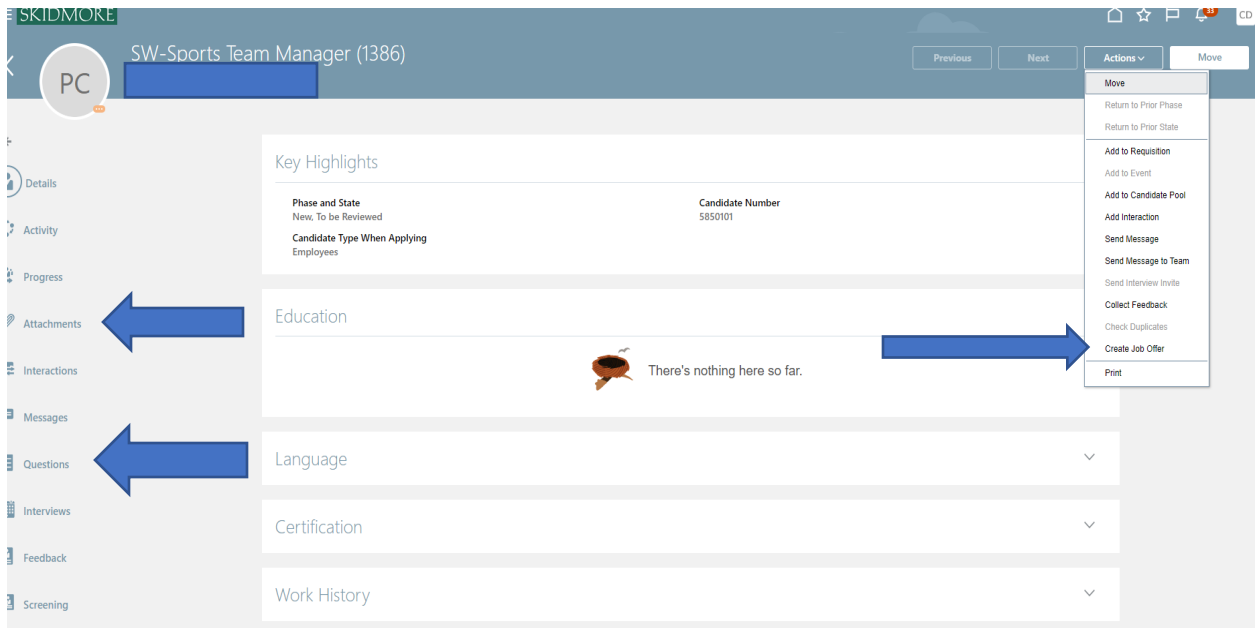 SKIDMORE
33
CD
SW-Sports Team Manager (1386)
PC
Previous
Next
Actions
Move
Move
Return to Prior Phase
Return to Prior State
Add to Requisition
Add to Event
Add to Candidate Pool
Add Interaction
Send Message
Send Message to Team
Send Interview Invite
Collect Feedback
Check Duplicates
Create Job Offer
Print
Details
Activity
Progress
Attachments
Interactions
Messages
Questions
Interviews
Feedback
Screening
Key Highlights
Phase and State
New, To be Reviewed
Candidate Number
5850101
Candidate Type When Applying
Employees
Education
There's nothing here so far.
Language
Certification
Work History